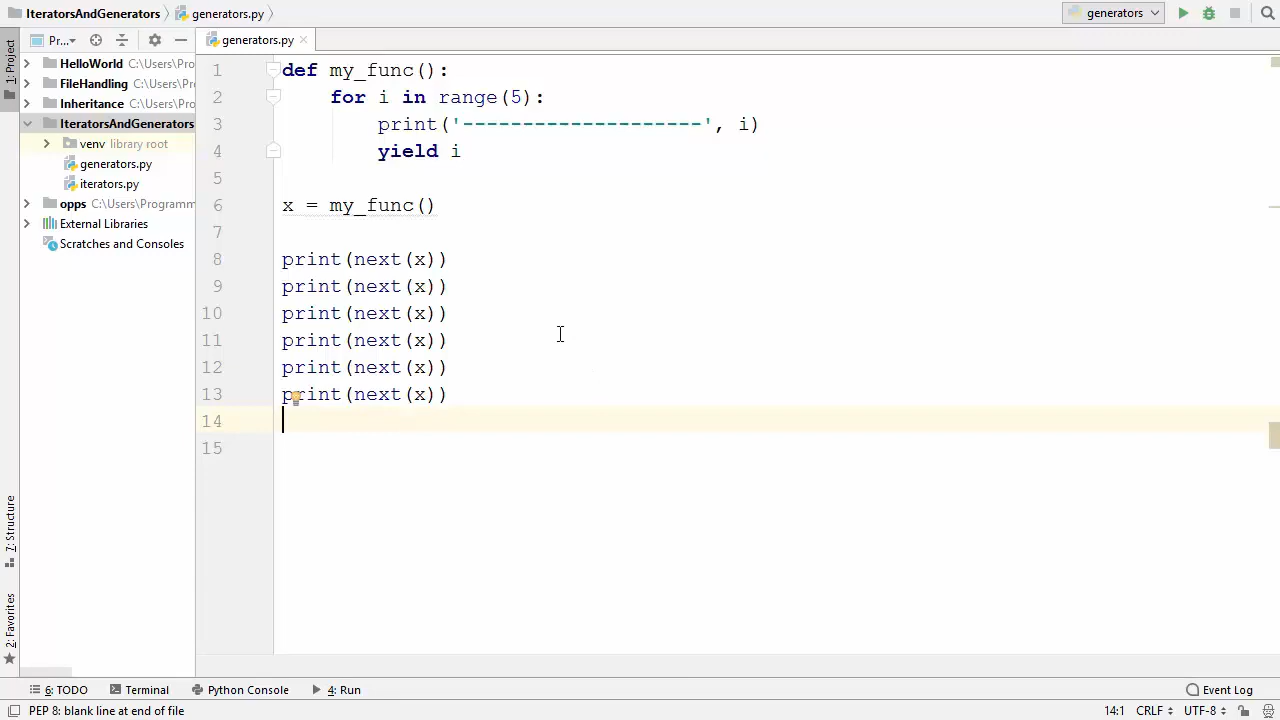 IteratorsAndGenerators generators.py generators
1: Project
Pr... generators.py
HelloWorld C:\Users\Pro
FileHandling C:\Users\Pro
Inheritance C:\Users\Pro
IteratorsAndGenerators
venv library root
generators.py
iterators.py
opps C:\Users\Programm
External Libraries
Scratches and Consoles
1 def my_func():
2 for i in range(5):
3 print('--------------------', i)
4 yield i
5
6 x = my_func()
7
8 print(next(x))
9 print(next(x))
10 print(next(x))
11 print(next(x))
12 print(next(x))
13 print(next(x))
14
15
7: Structure
2: Favorites
6: TODO Terminal Python Console 4: Run Event Log
PEP 8: blank line at end of file 14:1 CRLF UTF-8